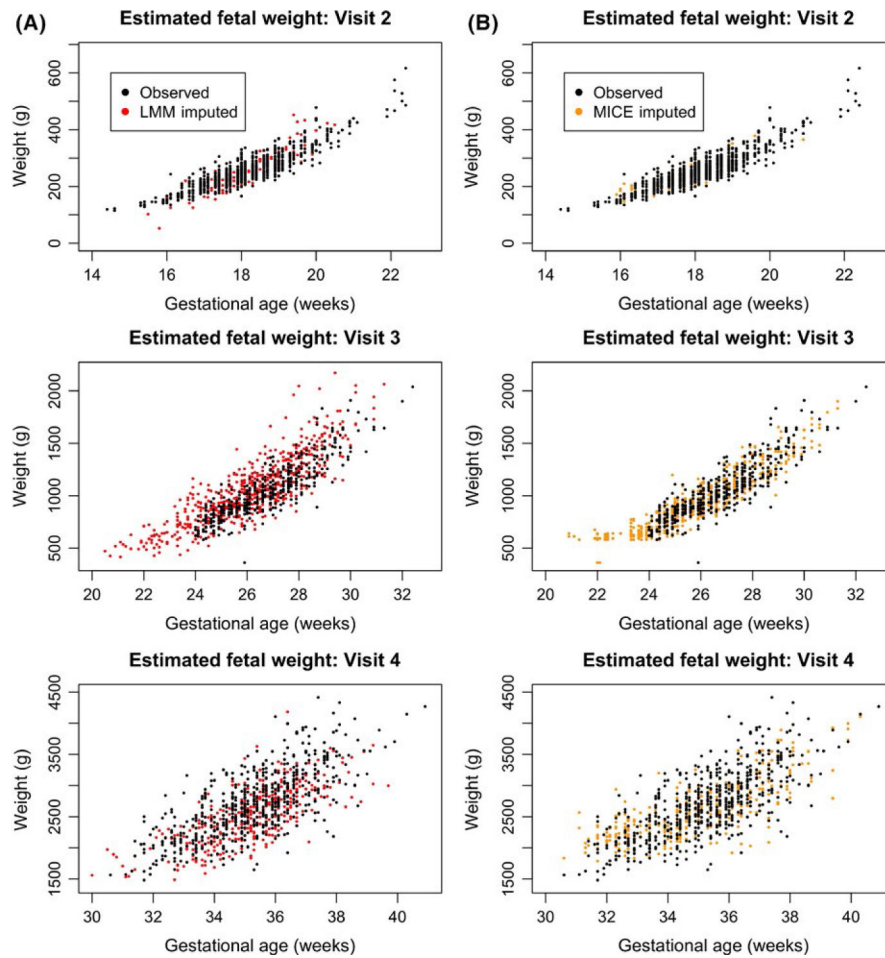 (A)
Estimated fetal weight: Visit 2
Weight (g)
0 200 400 600
Observed
LMM imputed
14 16 18 20 22
Gestational age (weeks)
(B)
Estimated fetal weight: Visit 2
Weight (g)
0 200 400 600
Observed
MICE imputed
14 16 18 20 22
Gestational age (weeks)
Estimated fetal weight: Visit 3
Weight (g)
500 1000 1500 2000
20 22 24 26 28 30 32
Gestational age (weeks)
Estimated fetal weight: Visit 3
Weight (g)
500 1000 1500 2000
20 22 24 26 28 30 32
Gestational age (weeks)
Estimated fetal weight: Visit 4
Weight (g)
1500 2500 3500 4500
30 32 34 36 38 40
Gestational age (weeks)
Estimated fetal weight: Visit 4
Weight (g)
1500 2500 3500 4500
30 32 34 36 38 40
Gestational age (weeks)